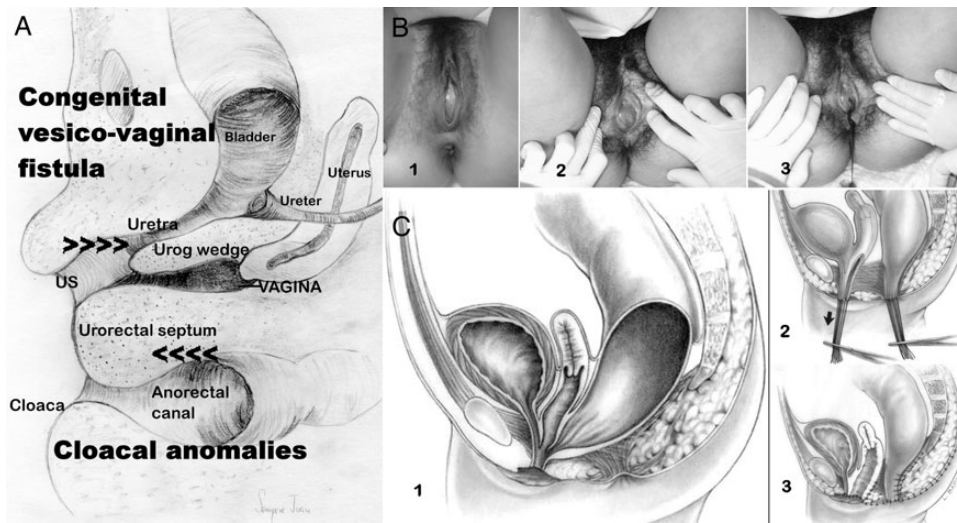 A
Congenital
vesico-vaginal
fistula
Bladder
Uterus
Ureter
Uretra
>>>>
Urog wedge
US
VAGINA
Urorectal septum
<<<<
Anorectal
canal
Cloaca
Cloacal anomalies
B
1
2
3
C
1
2
3